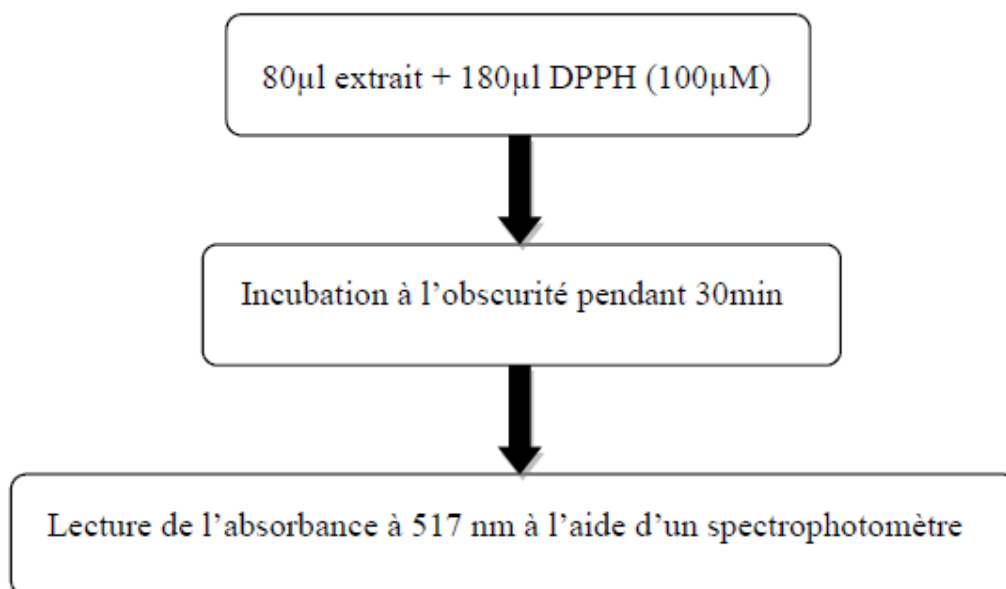 80µl extrait + 180µl DPPH (100µM)
Incubation à l’obscurité pendant 30min
Lecture de l’absorbance à 517 nm à l’aide d’un spectrophotomètre